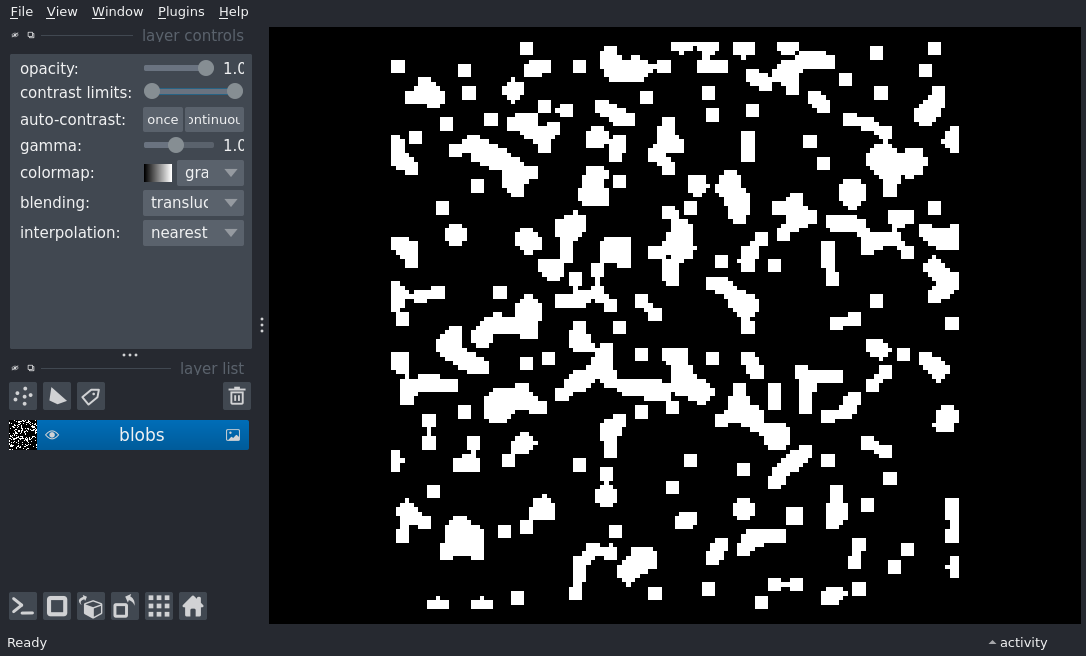 File View Window Plugins Help
layer controls
opacity: 1.0
contrast limits:
auto-contrast: once ontinuou
gamma: 1.0
colormap: gra
blending: transluc
interpolation: nearest
layer list
blobs
Ready
activity